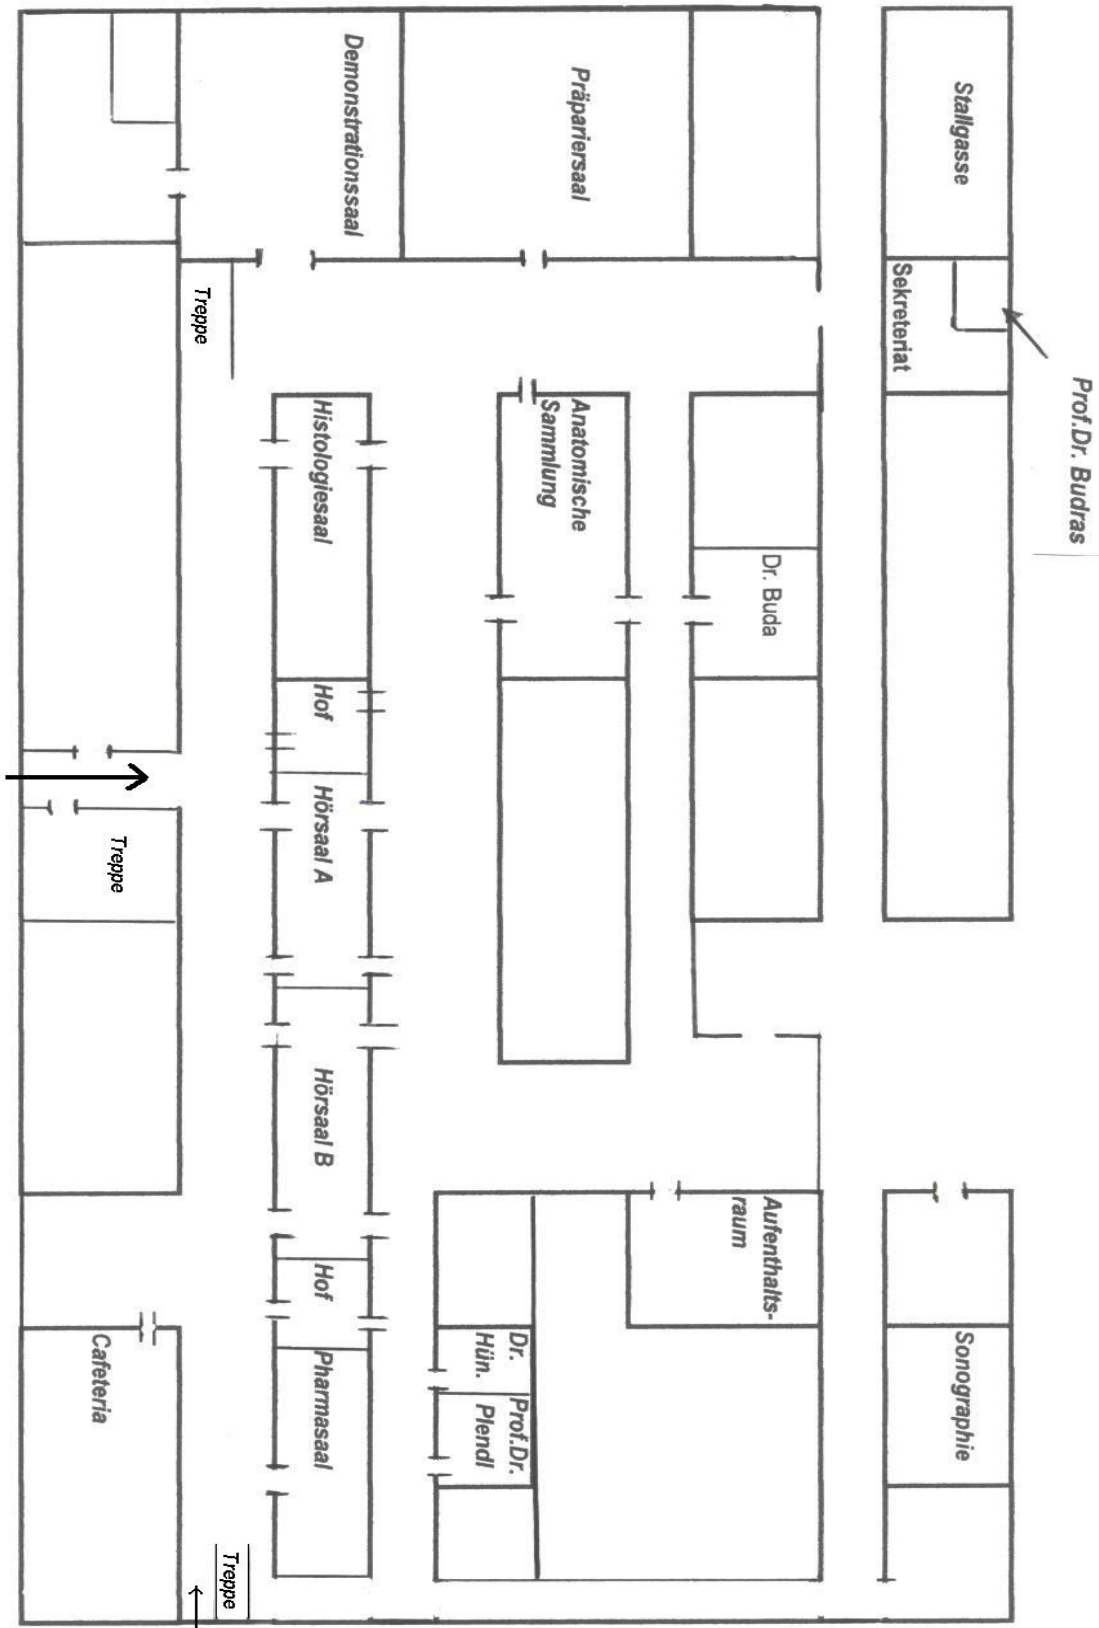 Prof.Dr. Budras
Stallgasse
Sonographie
Sekreteriat
Dr. Buda
Aufenthalts-
raum
Präpariersaal
Anatomische
Sammlung
Dr.
Hün.
Prof.Dr.
Plendl
Demonstrationssaal
Histologiesaal
Hof
Hörsaal A
Hörsaal B
Hof
Pharmasaal
Treppe
Treppe
Treppe
Cafeteria